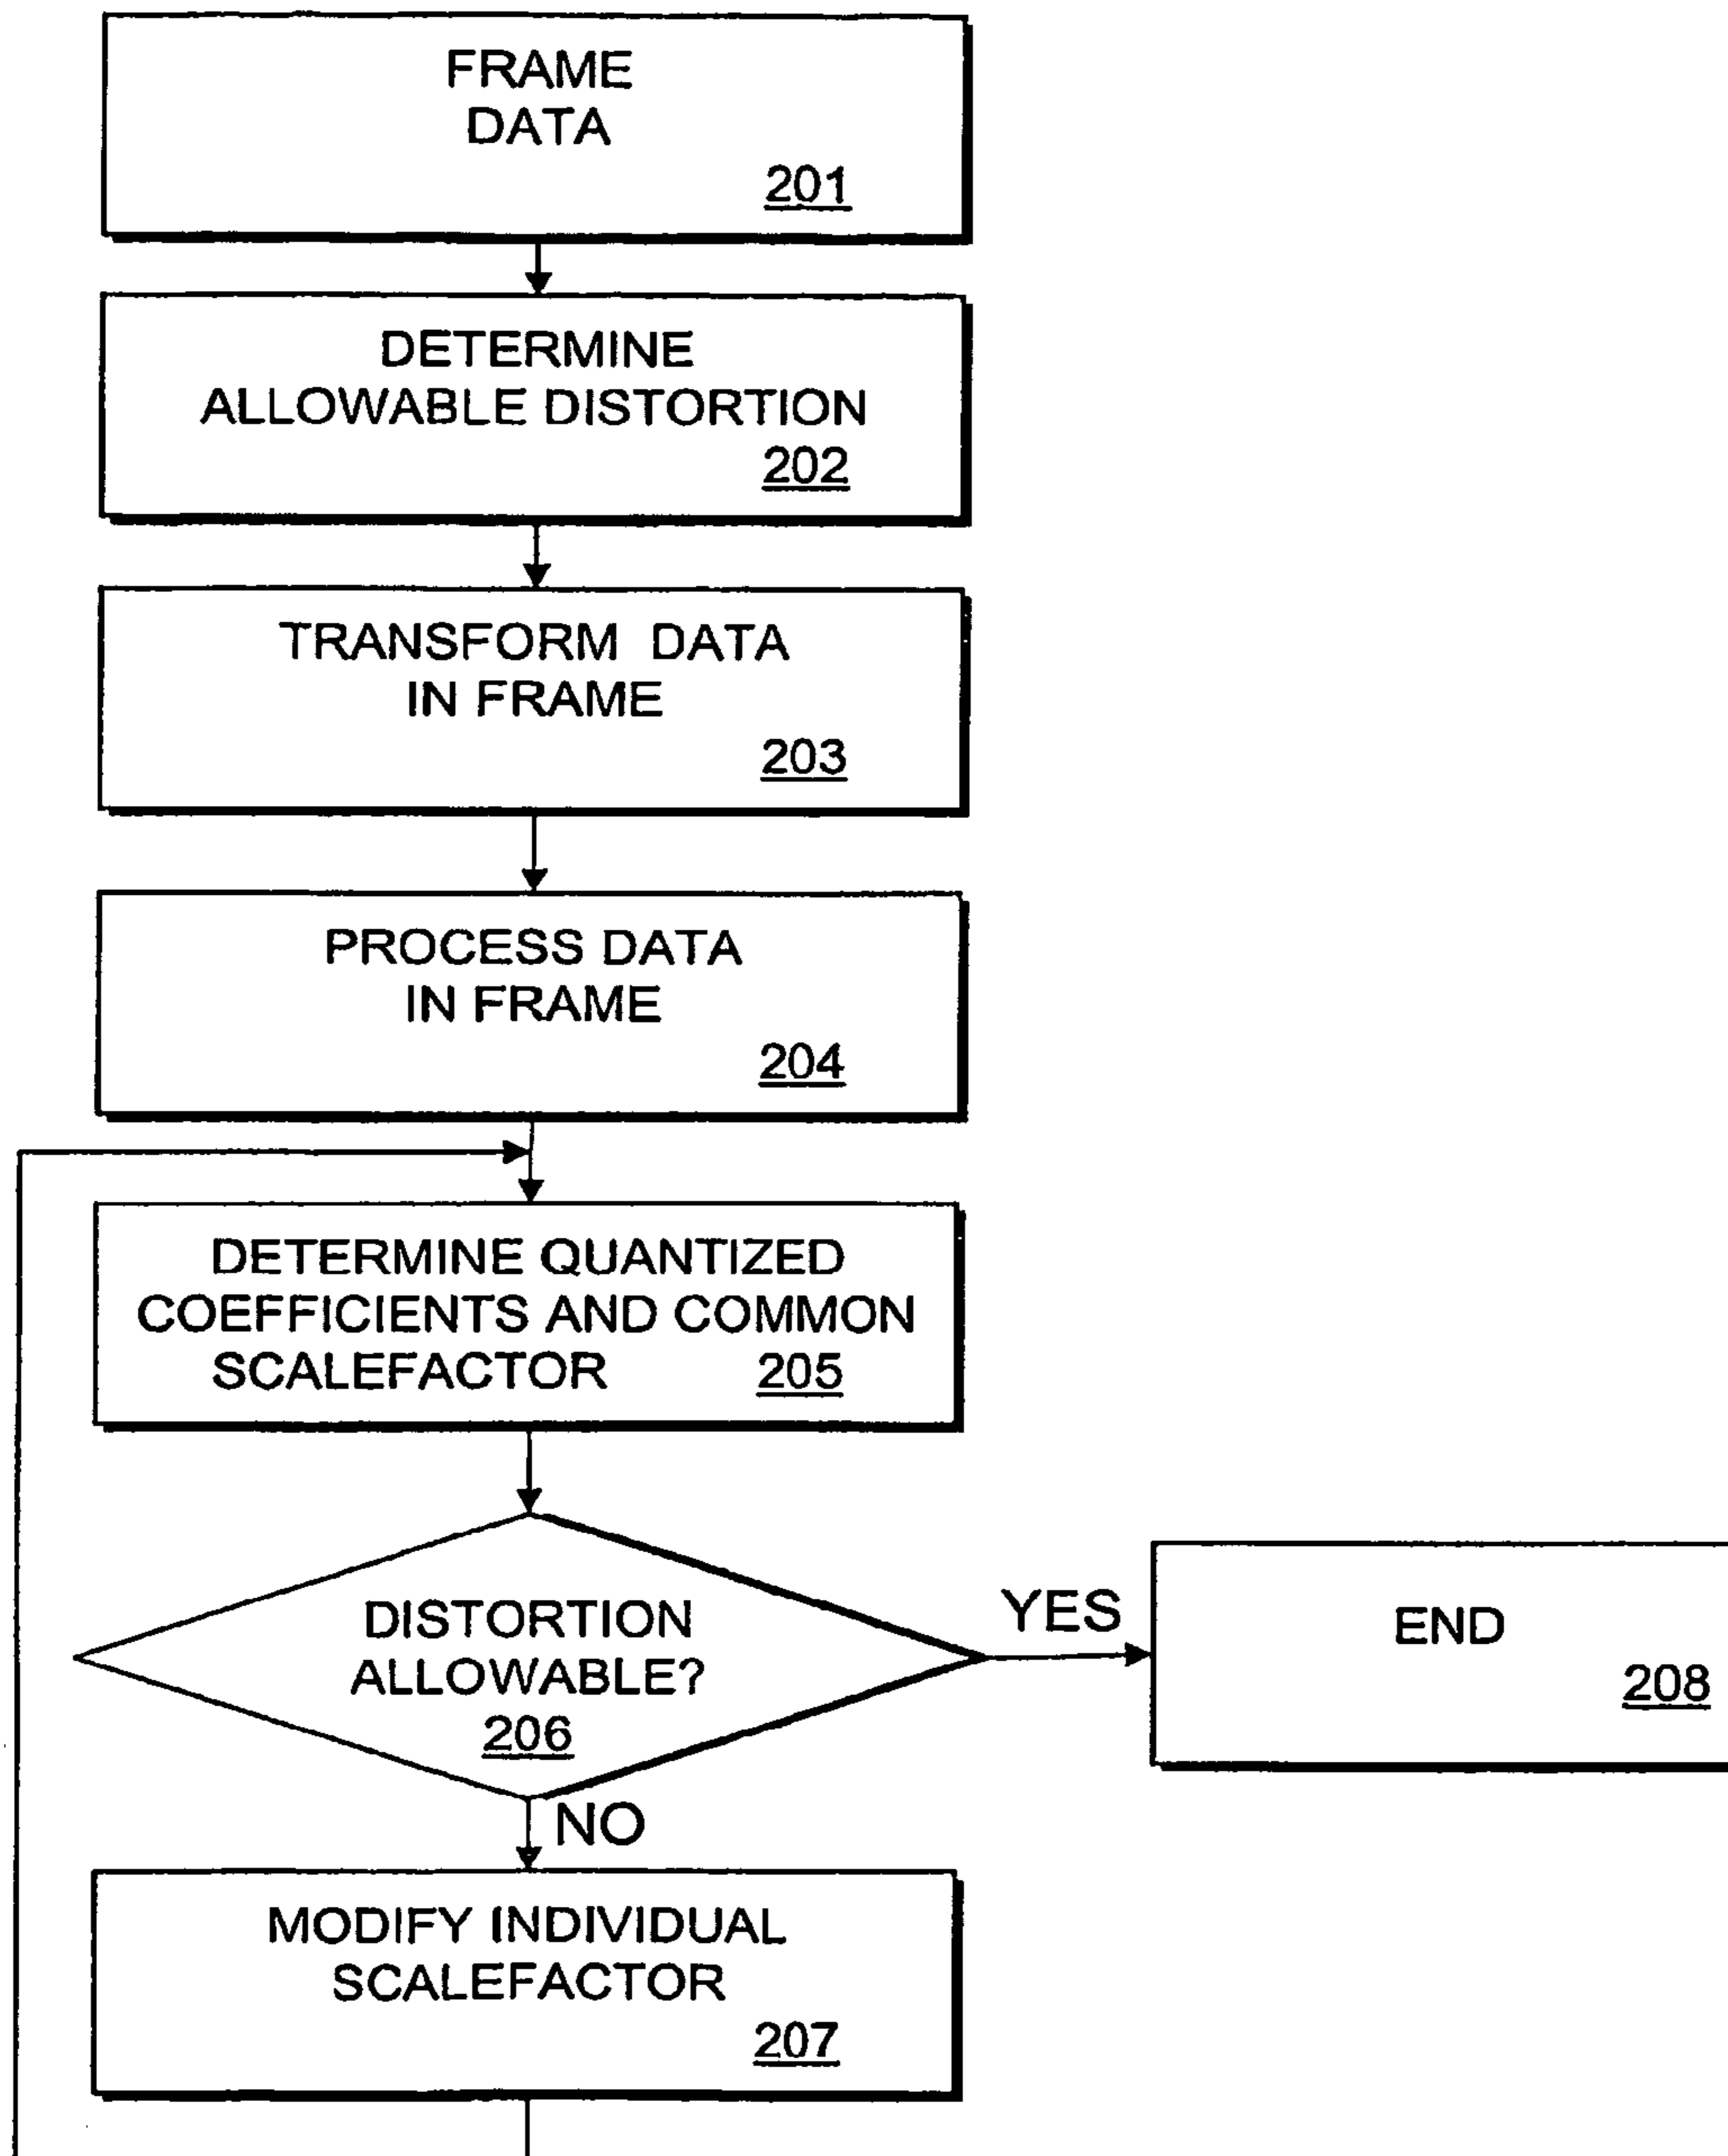 FRAME
DATA
201
DETERMINE
ALLOWABLE DISTORTION
202
TRANSFORM DATA
IN FRAME
203
PROCESS DATA
IN FRAME
204
DETERMINE QUANTIZED
COEFFICIENTS AND COMMON
SCALEFACTOR 205
DISTORTION
ALLOWABLE?
206
YES
END
208
NO
MODIFY INDIVIDUAL
SCALEFACTOR
207